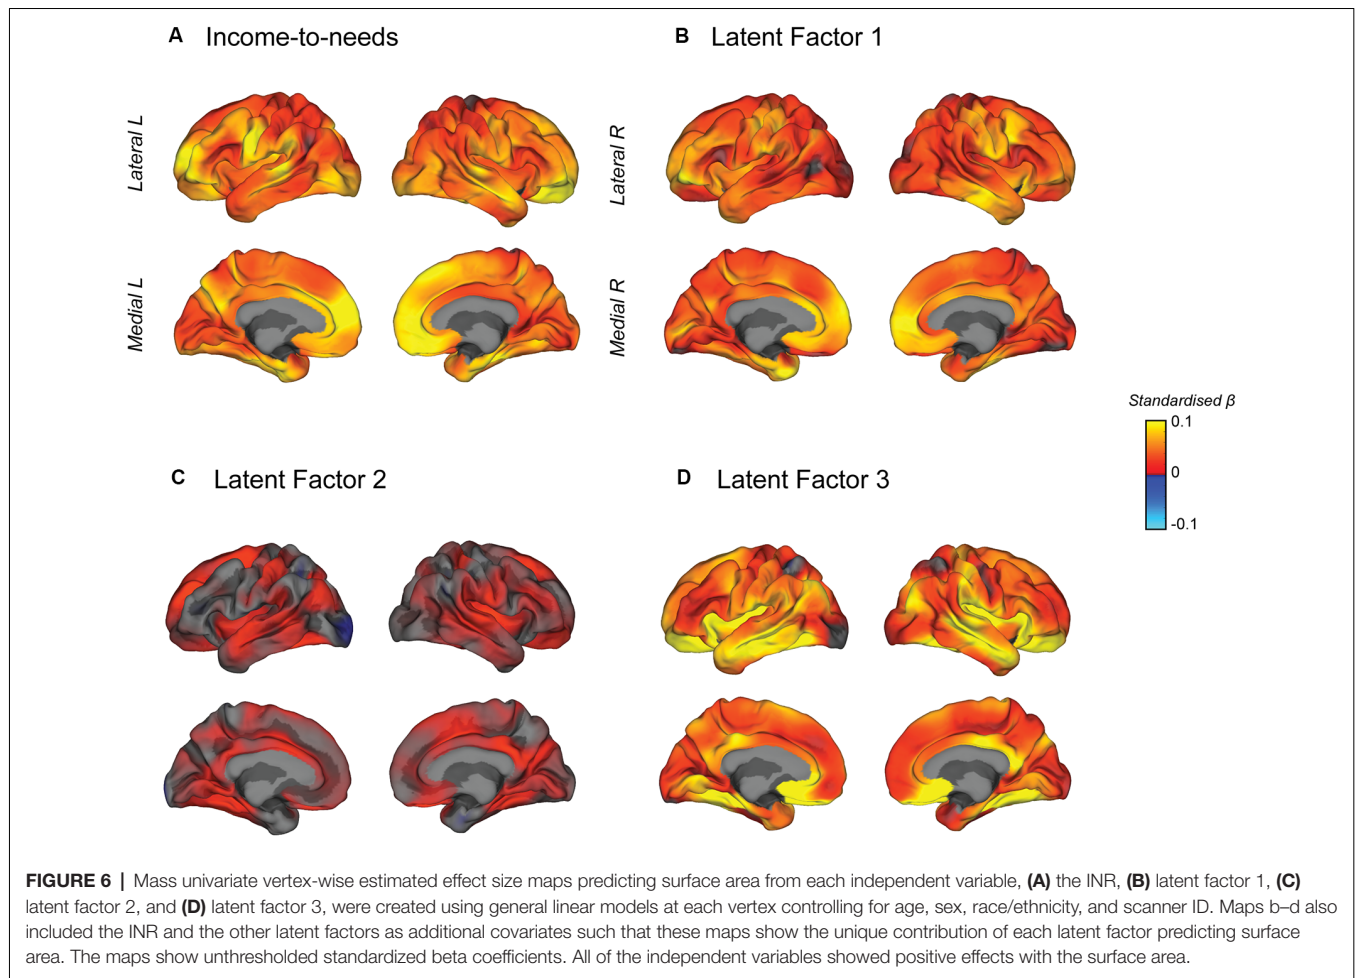 A Income-to-needs
B Latent Factor 1
Lateral L
Lateral R
Medial L
Medial R
Standardised β
0.1
0
-0.1
C Latent Factor 2
D Latent Factor 3
FIGURE 6 | Mass univariate vertex-wise estimated effect size maps predicting surface area from each independent variable, (A) the INR, (B) latent factor 1, (C)
latent factor 2, and (D) latent factor 3, were created using general linear models at each vertex controlling for age, sex, race/ethnicity, and scanner ID. Maps b–d also
included the INR and the other latent factors as additional covariates such that these maps show the unique contribution of each latent factor predicting surface
area. The maps show unthresholded standardized beta coefficients. All of the independent variables showed positive effects with the surface area.